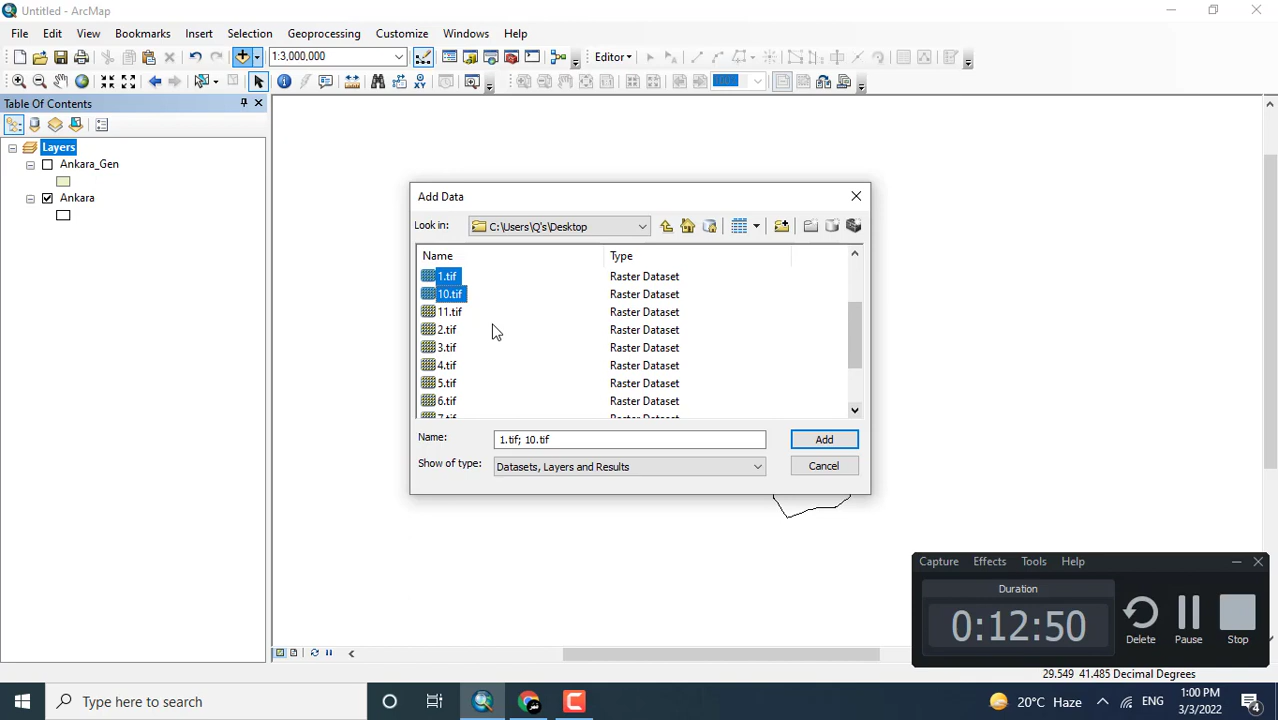 Untitled - ArcMap
File Edit View Bookmarks Insert Selection Geoprocessing Customize Windows Help
1:3,000,000
Editor
Table Of Contents
Layers
Ankara_Gen
Ankara
Add Data
Look in: C:\Users\Q's\Desktop
Name Type
1.tif Raster Dataset
10.tif Raster Dataset
11.tif Raster Dataset
2.tif Raster Dataset
3.tif Raster Dataset
4.tif Raster Dataset
5.tif Raster Dataset
6.tif Raster Dataset
7.tif Raster Dataset
Name: 1.tif; 10.tif Add
Show of type: Datasets, Layers and Results Cancel
Capture Effects Tools Help
Duration
0:12:50
Delete Pause Stop
29.549 41.485 Decimal Degrees
Type here to search
20°C Haze
ENG
1:00 PM
3/3/2022
4